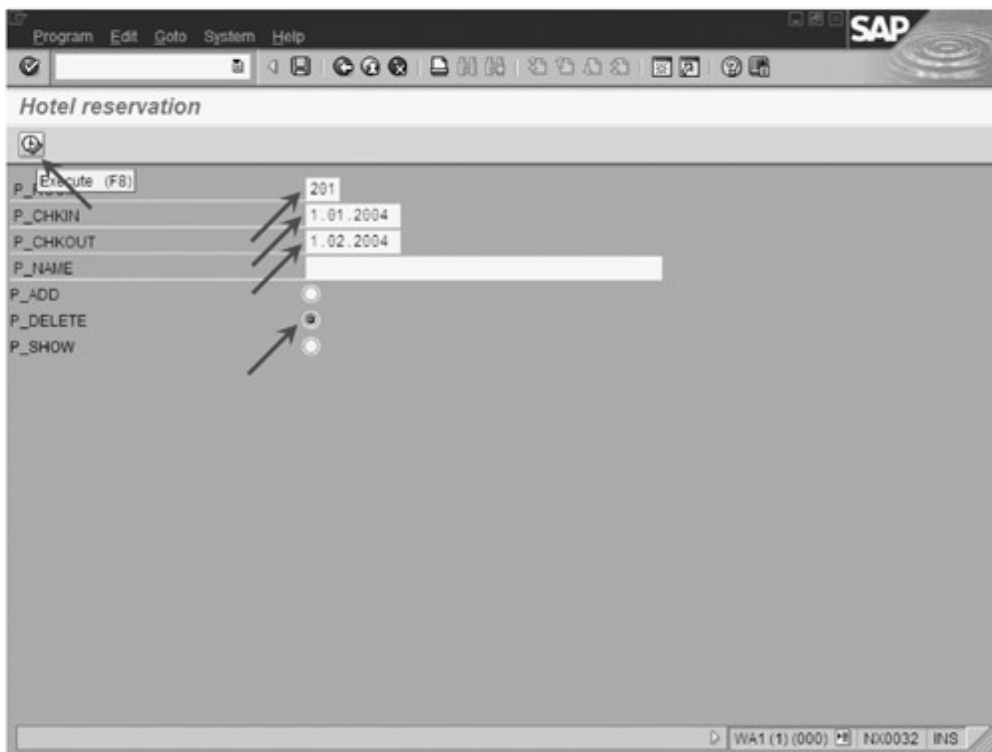 Program Edit Goto System Help
SAP
Hotel reservation
Execute (F8)
201
P_CHKIN 1.01.2004
P_CHKOUT 1.02.2004
P_NAME
P_ADD
P_DELETE
P_SHOW
WA1 (1) (000) NX0032 INS